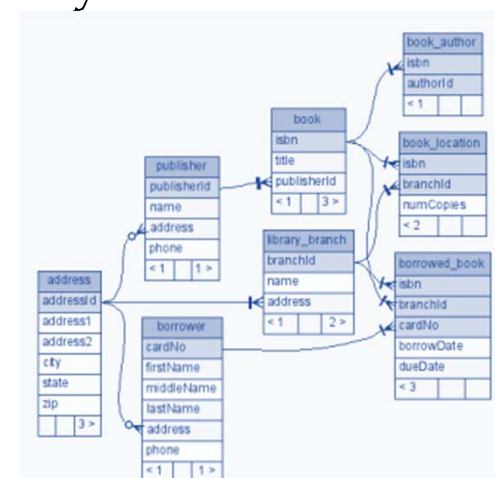 book_author
isbn
authorId
< 1
book
isbn
title
publisherId
< 1 3 >
book_location
isbn
branchId
numCopies
< 2
publisher
publisherId
name
address
phone
< 1 1 >
library_branch
branchId
name
address
< 1 2 >
borrowed_book
isbn
branchId
cardNo
borrowDate
dueDate
< 3
address
addressId
address1
address2
city
state
zip
3 >
borrower
cardNo
firstName
middleName
lastName
address
phone
< 1 1 >